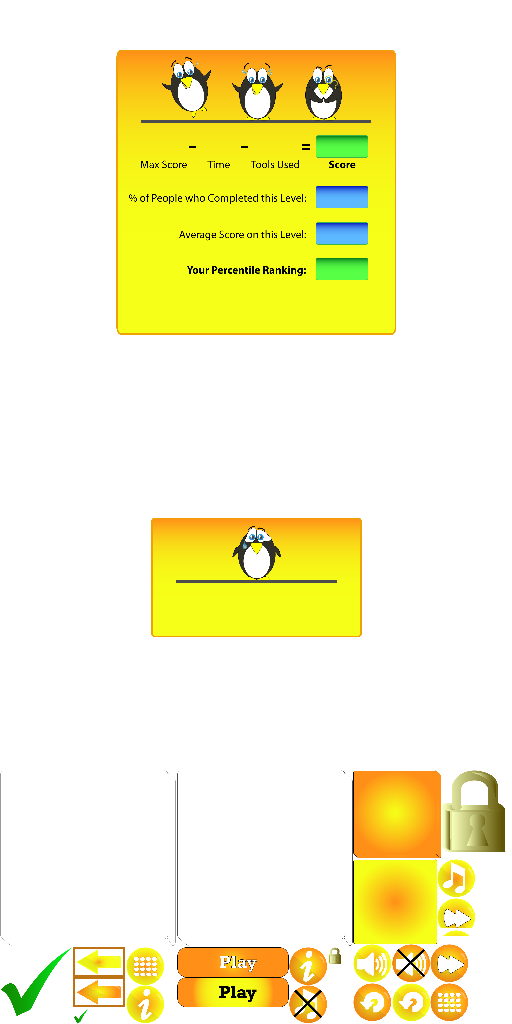 - - =
Max Score Time Tools Used Score
% of People who Completed this Level:
Average Score on this Level:
Your Percentile Ranking:
Play
i
Play
i